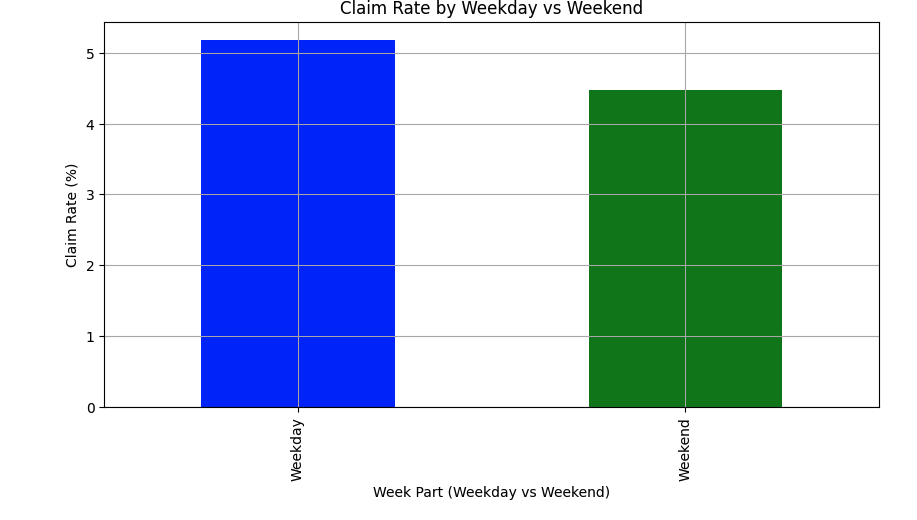 Claim Rate by Weekday vs Weekend
Claim Rate (%)
5
4
3
2
1
0
Weekday
Weekend
Week Part (Weekday vs Weekend)